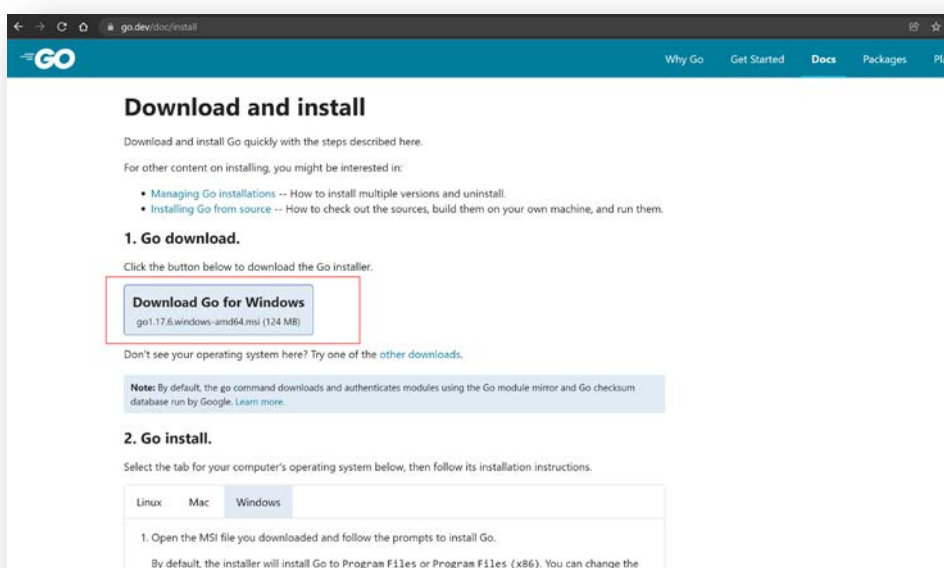 go.dev/doc/install
GO
Why Go Get Started Docs Packages
Download and install
Download and install Go quickly with the steps described here.
For other content on installing, you might be interested in:
• Managing Go installations -- How to install multiple versions and uninstall.
• Installing Go from source -- How to check out the sources, build them on your own machine, and run them.
1. Go download.
Click the button below to download the Go installer.
Download Go for Windows
go1.17.6.windows-amd64.msi (124 MB)
Don't see your operating system here? Try one of the other downloads.
Note: By default, the go command downloads and authenticates modules using the Go module mirror and Go checksum
database run by Google. Learn more.
2. Go install.
Select the tab for your computer's operating system below, then follow its installation instructions.
Linux Mac Windows
1. Open the MSI file you downloaded and follow the prompts to install Go.
By default, the installer will install Go to Program Files or Program Files (x86). You can change the